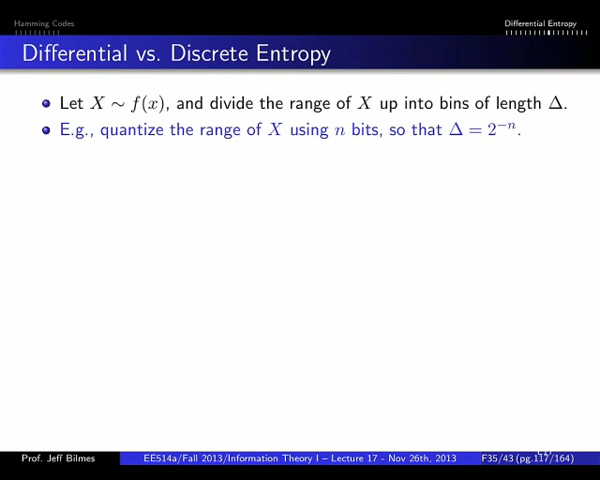 Hamming Codes Differential Entropy
Differential vs. Discrete Entropy
Let X ∼ f(x), and divide the range of X up into bins of length Δ.
E.g., quantize the range of X using n bits, so that Δ = 2⁻ⁿ.
Prof. Jeff Bilmes EE514a/Fall 2013/Information Theory I – Lecture 17 - Nov 26th, 2013 F35/43 (pg.117/164)